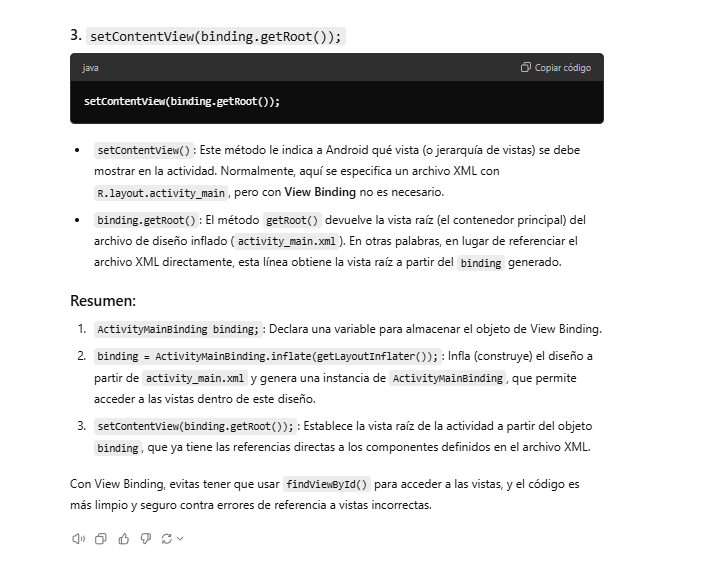 3. setContentView(binding.getRoot());
java
Copiar código
setContentView(binding.getRoot());
• setContentView() : Este método le indica a Android qué vista (o jerarquía de vistas) se debe
mostrar en la actividad. Normalmente, aquí se especifica un archivo XML con
R.layout.activity_main , pero con View Binding no es necesario.
• binding.getRoot() : El método getRoot() devuelve la vista raíz (el contenedor principal) del
archivo de diseño inflado ( activity_main.xml ). En otras palabras, en lugar de referenciar el
archivo XML directamente, esta línea obtiene la vista raíz a partir del binding generado.
Resumen:
1. ActivityMainBinding binding; : Declara una variable para almacenar el objeto de View Binding.
2. binding = ActivityMainBinding.inflate(getLayoutInflater()); : Infla (construye) el diseño a
partir de activity_main.xml y genera una instancia de ActivityMainBinding , que permite
acceder a las vistas dentro de este diseño.
3. setContentView(binding.getRoot()); : Establece la vista raíz de la actividad a partir del objeto
binding , que ya tiene las referencias directas a los componentes definidos en el archivo XML.
Con View Binding, evitas tener que usar findViewById() para acceder a las vistas, y el código es
más limpio y seguro contra errores de referencia a vistas incorrectas.